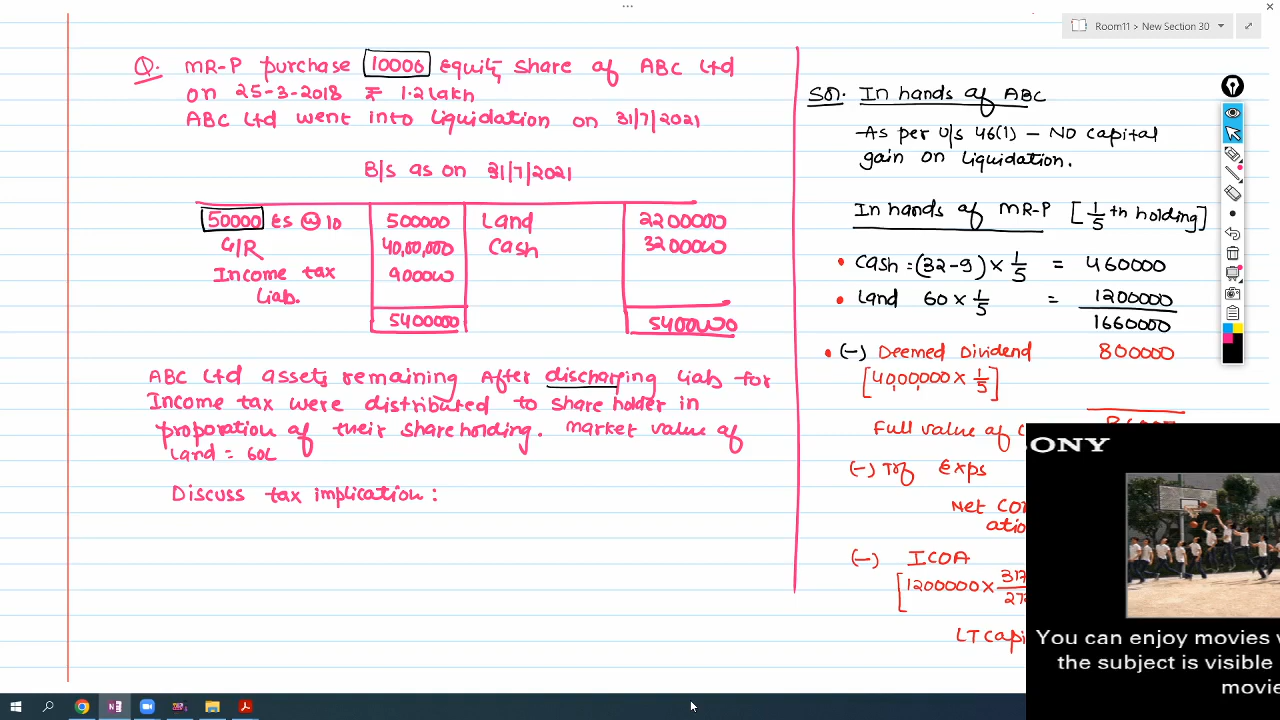 Room11 > New Section 30
Q. MR-P purchase 10000 Equity Share of ABC Ltd
on 25-3-2018 ₹ 1.2 lakh
ABC Ltd went into liquidation on 31/7/2021
B/s as on 31/7/2021
50000 ES @ 10 500000 Land 2200000
G/R 40,00,000 Cash 3200000
Income tax 900000
Liab.
5400000 5400000
ABC Ltd assets remaining After discharging liab for
Income tax were distributed to share holder in
proporation of their shareholding. Market value of
land = 60L
Discuss tax implication :
Sol. In hands of ABC
As per U/s 46(1) - NO capital
gain on liquidation.
In hands of MR-P [1/5 th holding]
• Cash = (32-9) × 1/5 = 460000
• Land 60 × 1/5 = 1200000
1660000
• (-) Deemed Dividend 800000
[40,00,000 × 1/5]
Full value of
(-) Trf Exps
Net
(-) ICOA
[1200000 ×
LT
ONY
You can enjoy movies
the subject is visible
movie